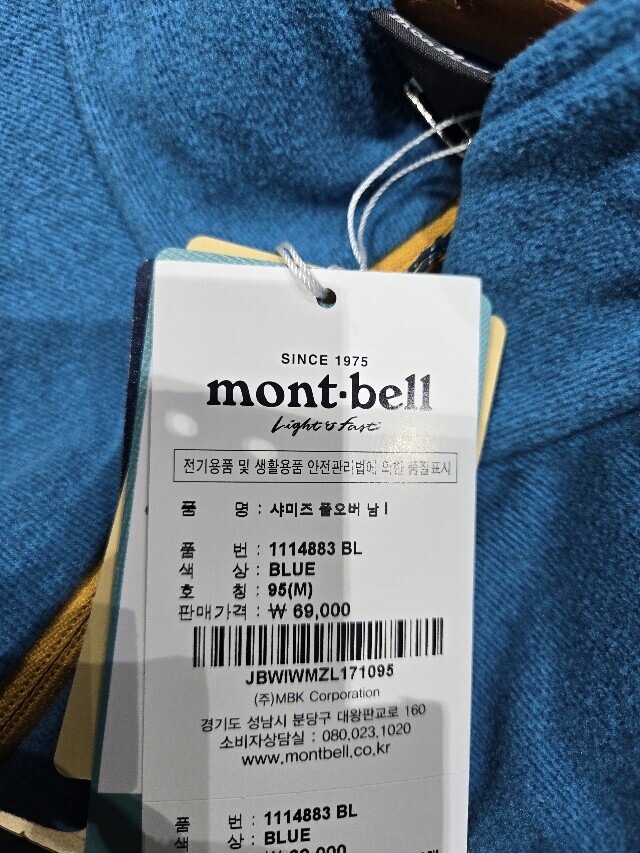 mont-bell
SINCE 1975
mont·bell
Light & Fast
전기용품 및 생활용품 안전관리법에 의한 품질표시
품 명 : 샤미즈 풀오버 남 I
품 번 : 1114883 BL
색 상 : BLUE
호 칭 : 95(M)
판매가격 : ₩ 69,000
JBWIWMZL171095
(주)MBK Corporation
경기도 성남시 분당구 대왕판교로 160
소비자상담실 : 080.023.1020
www.montbell.co.kr
품 번 : 1114883 BL
색 상 : BLUE